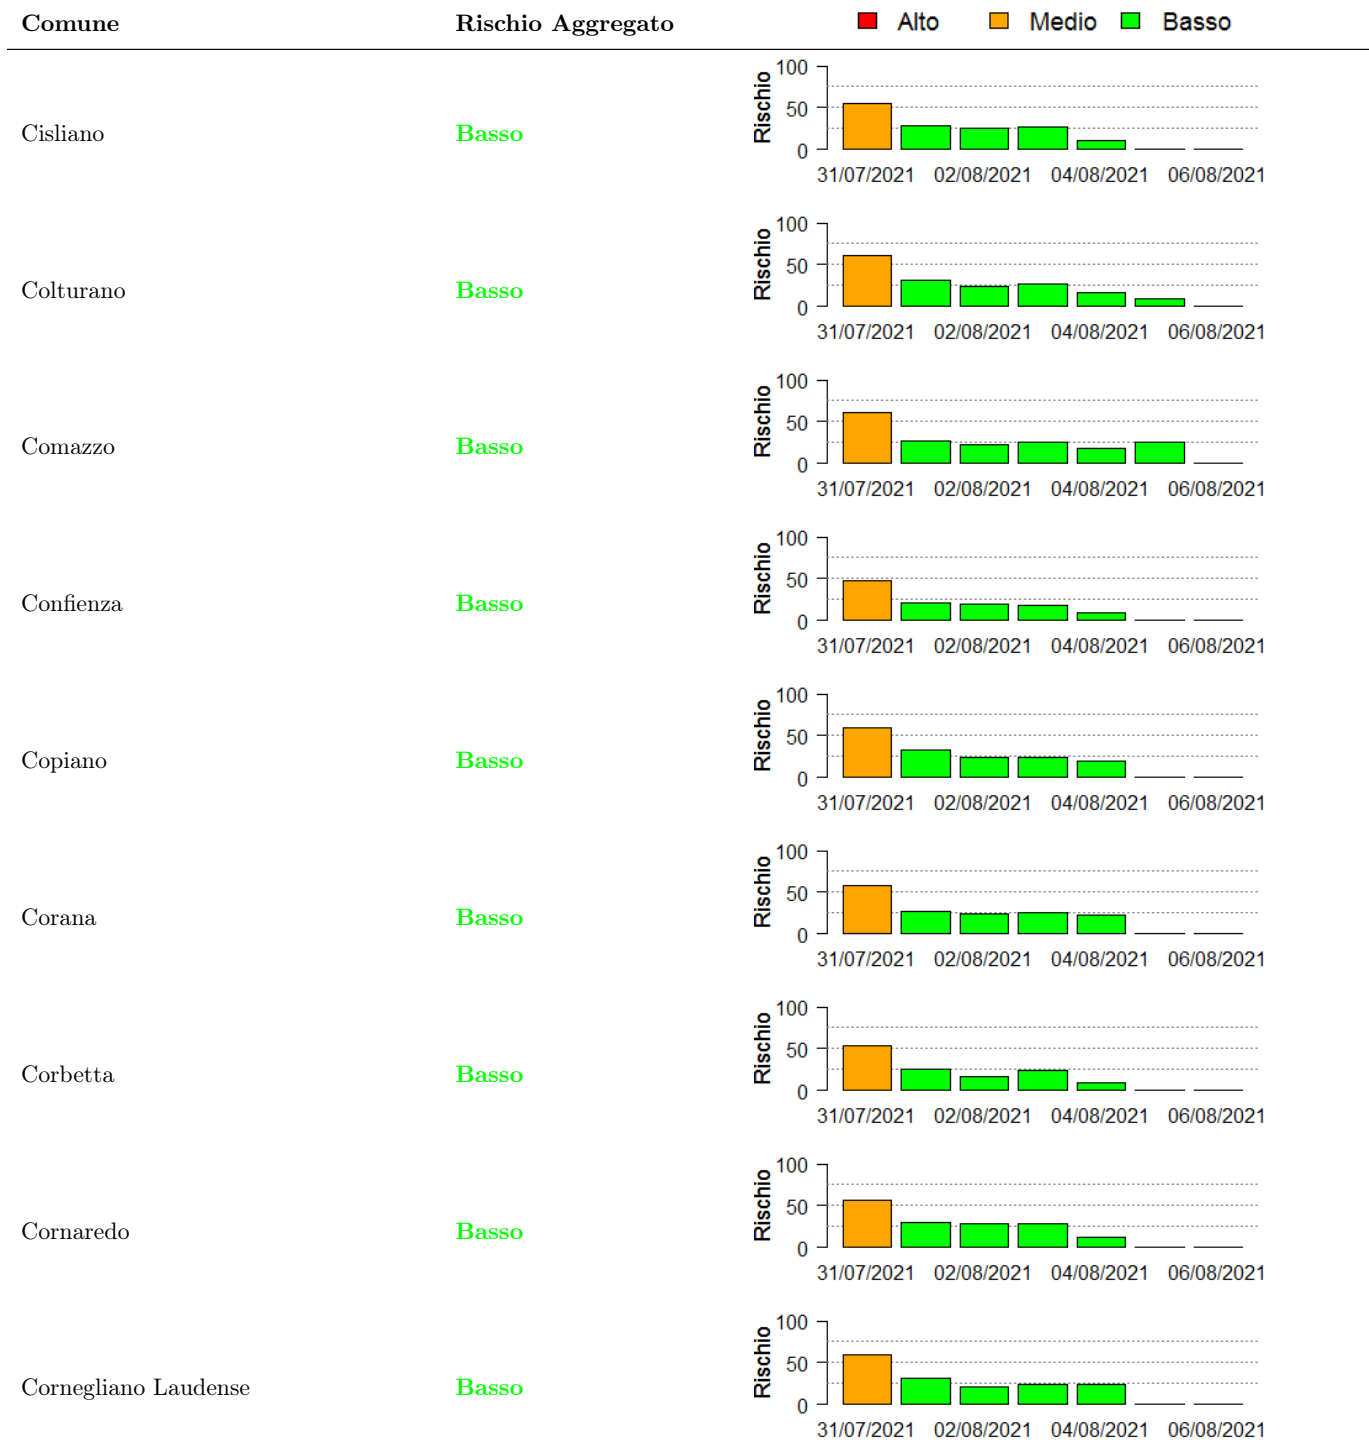 Comune Rischio Aggregato Alto Medio Basso
100
50
0
Rischio
Cisliano Basso
31/07/2021 02/08/2021 04/08/2021 06/08/2021
100
50
0
Rischio
Colturano Basso
31/07/2021 02/08/2021 04/08/2021 06/08/2021
100
50
0
Rischio
Comazzo Basso
31/07/2021 02/08/2021 04/08/2021 06/08/2021
100
50
0
Rischio
Confienza Basso
31/07/2021 02/08/2021 04/08/2021 06/08/2021
100
50
0
Rischio
Copiano Basso
31/07/2021 02/08/2021 04/08/2021 06/08/2021
100
50
0
Rischio
Corana Basso
31/07/2021 02/08/2021 04/08/2021 06/08/2021
100
50
0
Rischio
Corbetta Basso
31/07/2021 02/08/2021 04/08/2021 06/08/2021
100
50
0
Rischio
Cornaredo Basso
31/07/2021 02/08/2021 04/08/2021 06/08/2021
100
50
0
Rischio
Cornegliano Laudense Basso
31/07/2021 02/08/2021 04/08/2021 06/08/2021